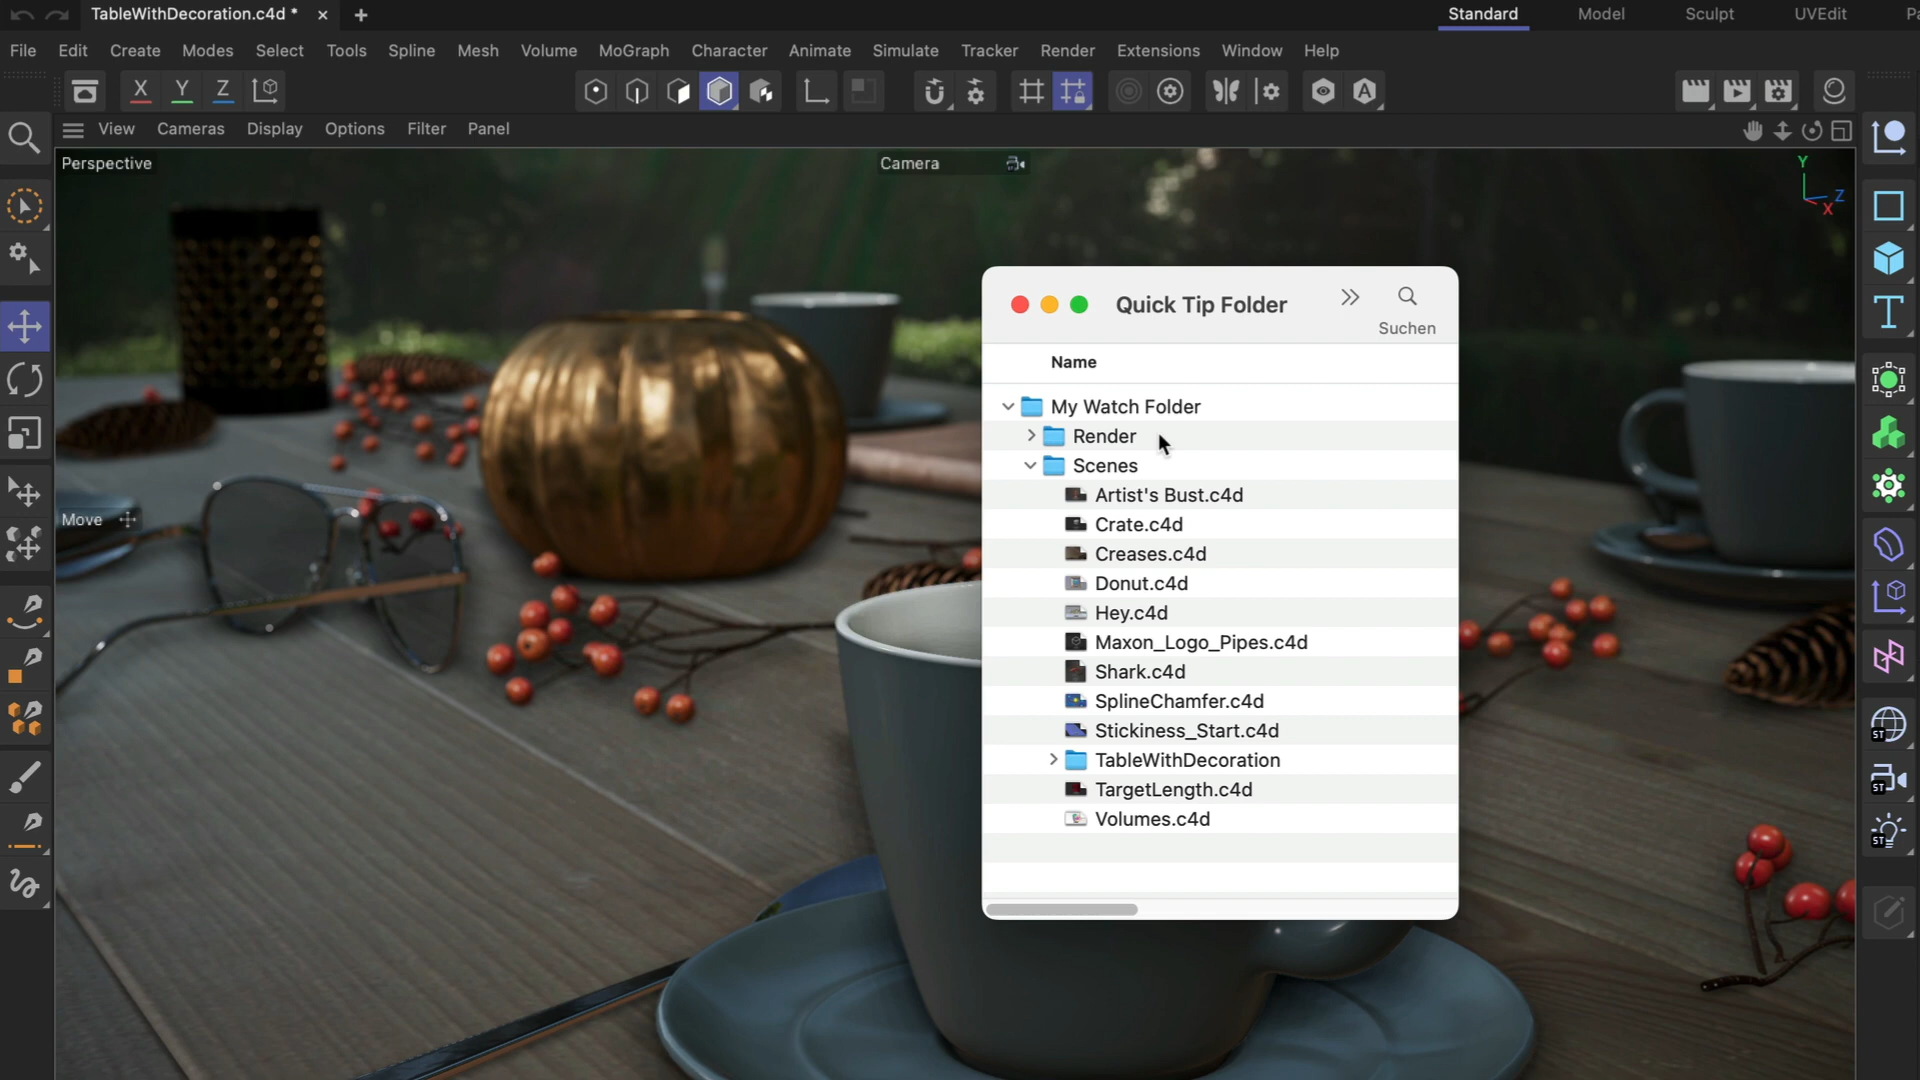 TableWithDecoration.c4d *
Standard
Model
Sculpt
UVEdit
File
Edit
Create
Modes
Select
Tools
Spline
Mesh
Volume
MoGraph
Character
Animate
Simulate
Tracker
Render
Extensions
Window
Help
X
Y
Z
A
View
Cameras
Display
Options
Filter
Panel
Perspective
Camera
Y
Z
X
Quick Tip Folder
Suchen
Name
My Watch Folder
Render
Scenes
Artist's Bust.c4d
Crate.c4d
Creases.c4d
Donut.c4d
Hey.c4d
Maxon_Logo_Pipes.c4d
Shark.c4d
SplineChamfer.c4d
Stickiness_Start.c4d
TableWithDecoration
TargetLength.c4d
Volumes.c4d
Move
T
ST
ST
ST